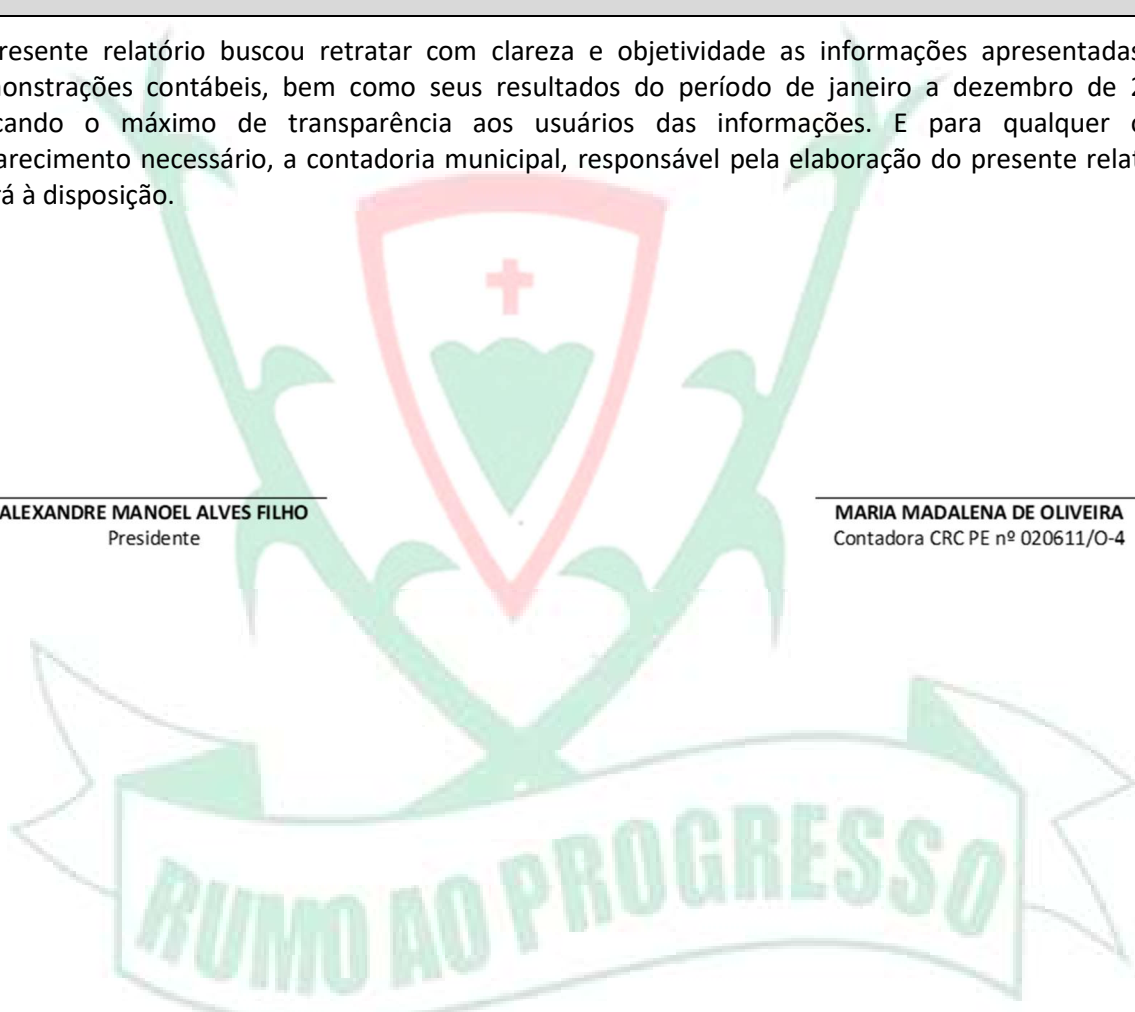 resente relatório buscou retratar com clareza e objetividade as informações apresentadas
onstrações contábeis, bem como seus resultados do período de janeiro a dezembro de 2
cando o máximo de transparência aos usuários das informações. E para qualquer
arecimento necessário, a contadoria municipal, responsável pela elaboração do presente relat
rá à disposição.
ALEXANDRE MANOEL ALVES FILHO
Presidente
MARIA MADALENA DE OLIVEIRA
Contadora CRC PE nº 020611/O-4
RUMO AO PROGRESSO